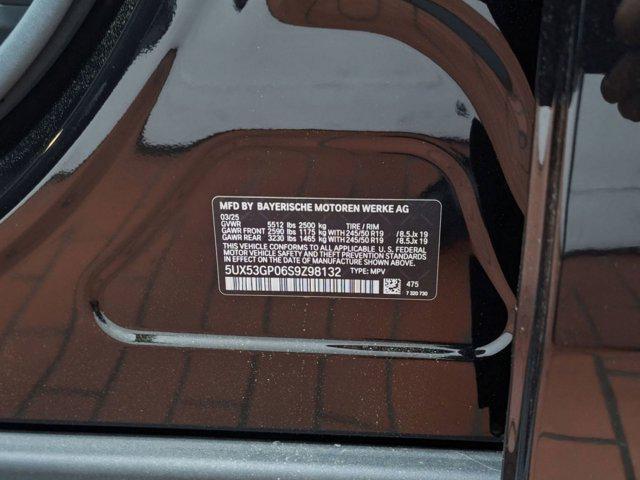 MFD BY BAYERISCHE MOTOREN WERKE AG
03/25
GVWR 5512 lbs 2500 kg TIRE / RIM
GAWR FRONT 2590 lbs 1175 kg WITH 245/50 R19 /8.5Jx 19
GAWR REAR 3230 lbs 1465 kg WITH 245/50 R19 /8.5Jx 19
THIS VEHICLE CONFORMS TO ALL APPLICABLE U.S. FEDERAL
MOTOR VEHICLE SAFETY AND THEFT PREVENTION STANDARDS
IN EFFECT ON THE DATE OF MANUFACTURE SHOWN ABOVE.
5UX53GP06S9Z98132 TYPE: MPV
475
7 320 730